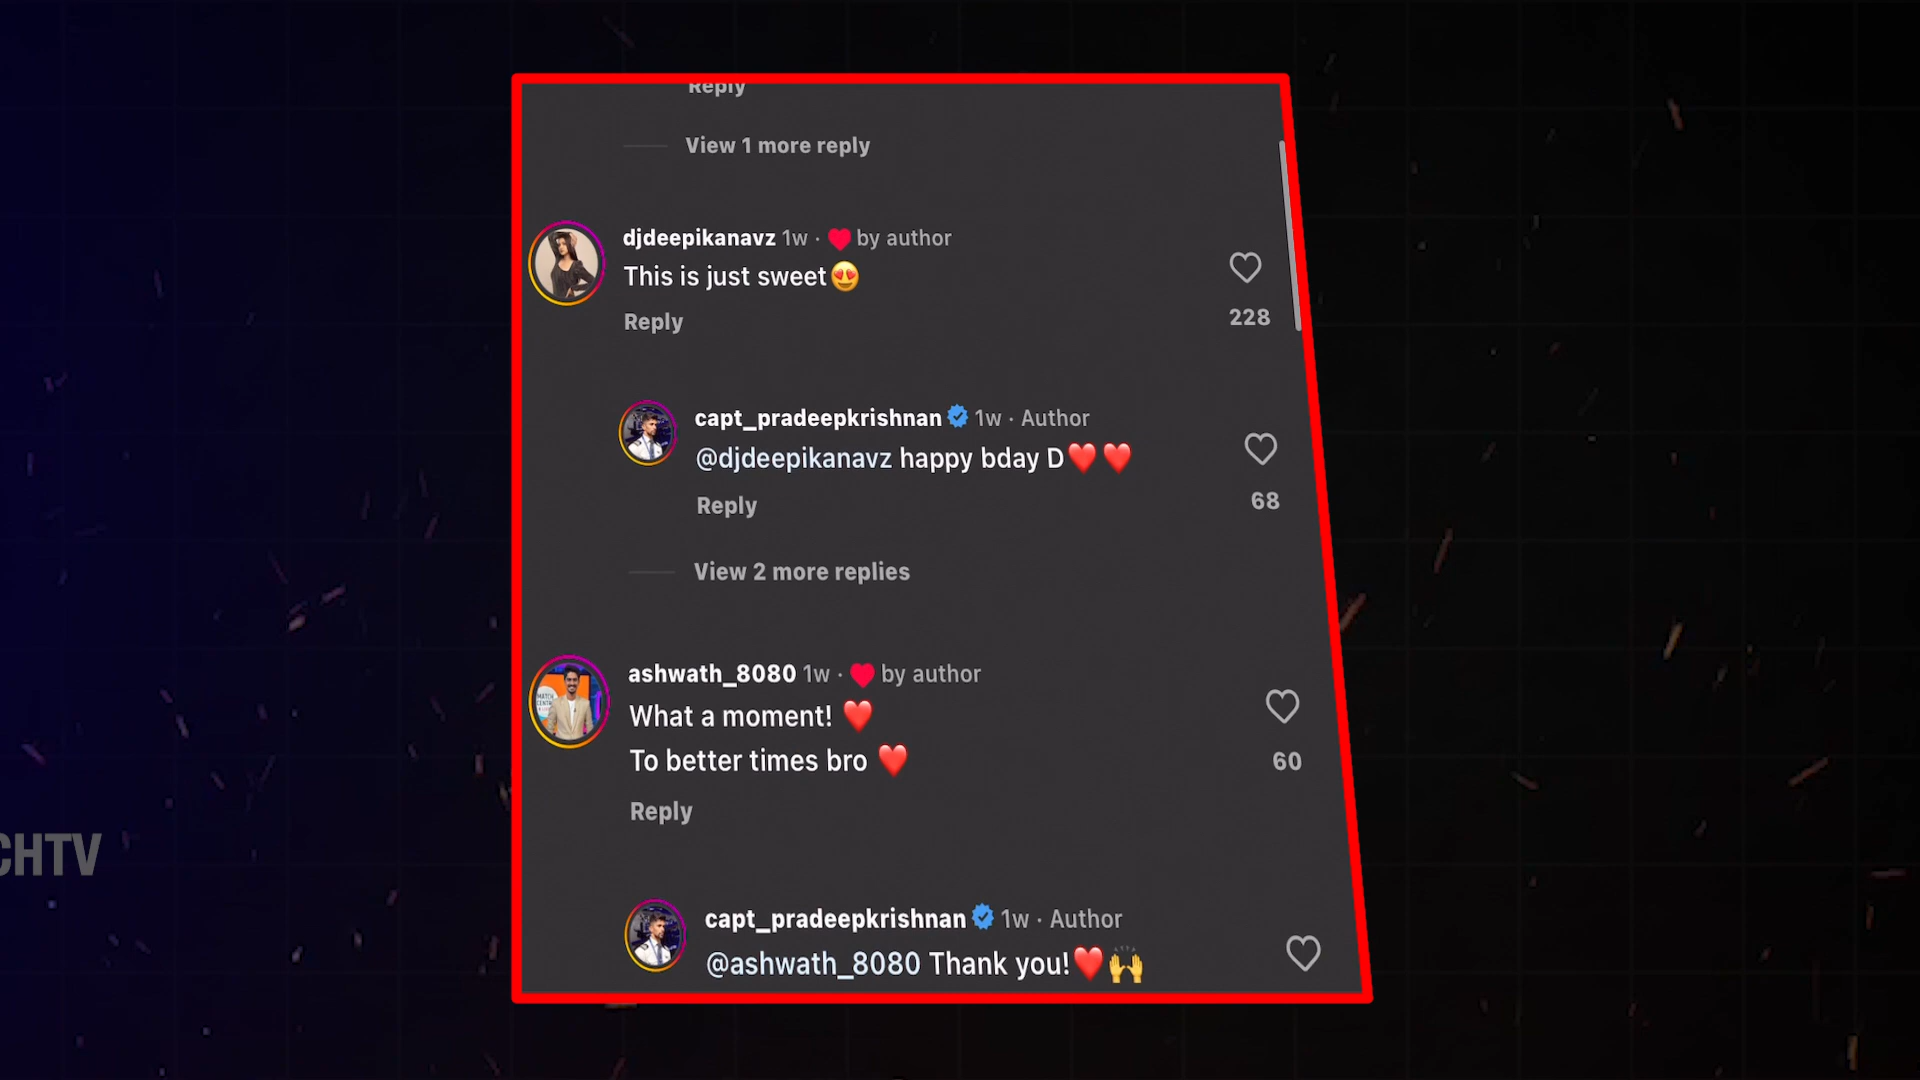 Reply
View 1 more reply
djdeepikanavz 1w · ❤️ by author
This is just sweet😍
Reply
228
capt_pradeepkrishnan 1w · Author
@djdeepikanavz happy bday D❤️❤️
Reply
68
View 2 more replies
ashwath_8080 1w · ❤️ by author
What a moment! ❤️
To better times bro ❤️
Reply
60
capt_pradeepkrishnan 1w · Author
@ashwath_8080 Thank you!❤️🙌
CHTV